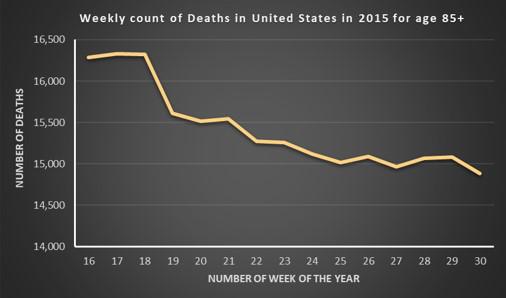 Weekly count of Deaths in United States in 2015 for age 85+
16,500
16,000
15,500
15,000
14,500
14,000
NUMBER OF DEATHS
16 17 18 19 20 21 22 23 24 25 26 27 28 29 30
NUMBER OF WEEK OF THE YEAR